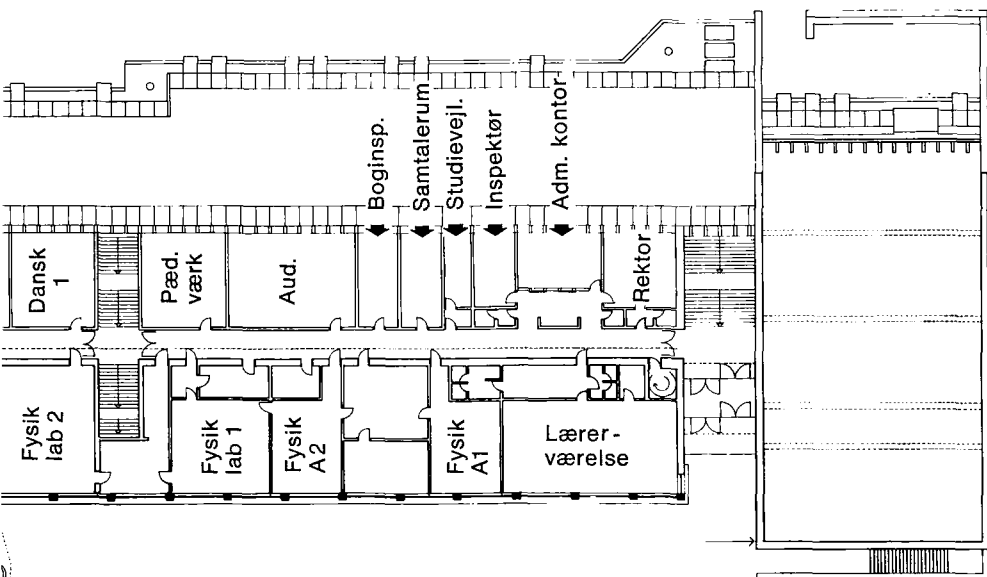 Boginsp.
Samtalerum
Studievejl.
Inspektør
Adm. kontor
Dansk
1
Pæd.
værk
Aud.
Rektor
Fysik
lab 2
Fysik
lab 1
Fysik
A2
Fysik
A1
Lærer-
værelse